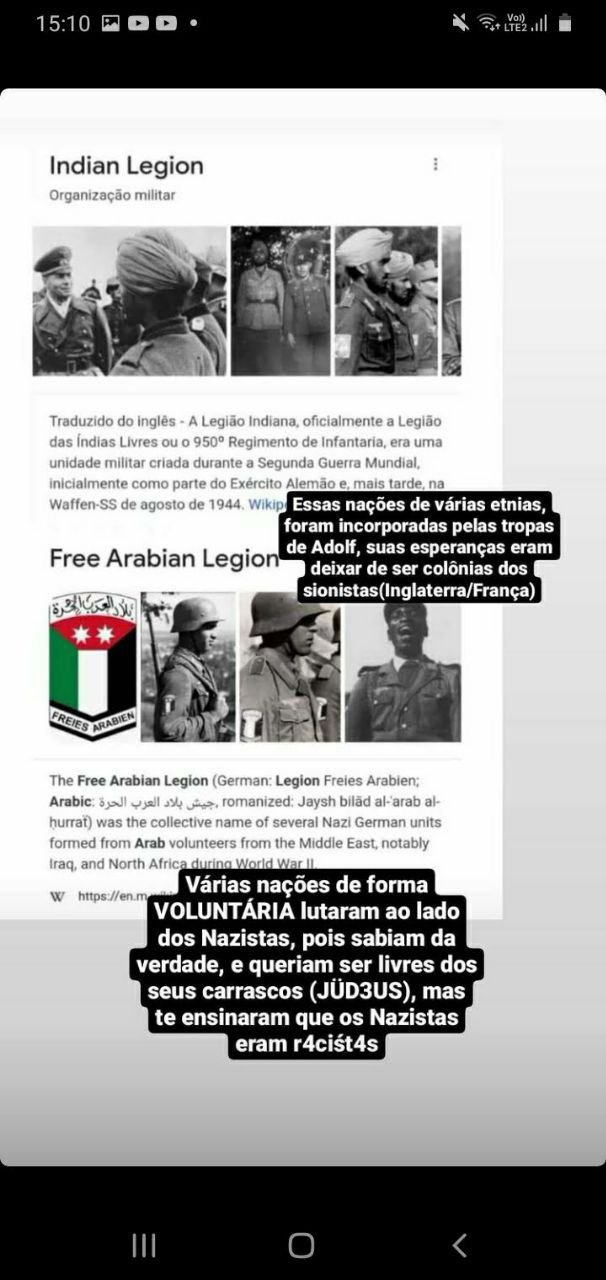 15:10
Vo))
LTE2
Indian Legion
Organização militar
Traduzido do inglês - A Legião Indiana, oficialmente a Legião
das Índias Livres ou o 950º Regimento de Infantaria, era uma
unidade militar criada durante a Segunda Guerra Mundial,
inicialmente como parte do Exército Alemão e, mais tarde, na
Waffen-SS de agosto de 1944. Wikip
Essas nações de várias etnias,
foram incorporadas pelas tropas
de Adolf, suas esperanças eram
deixar de ser colônias dos
sionistas(Inglaterra/França)
Free Arabian Legion
بلاد العرب الحرة
FREIES ARABIEN
The Free Arabian Legion (German: Legion Freies Arabien;
Arabic: جيش بلاد العرب الحرة, romanized: Jaysh bilād al-ʿarab al-
ḥurraẗ) was the collective name of several Nazi German units
formed from Arab volunteers from the Middle East, notably
Iraq, and North Africa during World War II.
W https://en.m
Várias nações de forma
VOLUNTÁRIA lutaram ao lado
dos Nazistas, pois sabiam da
verdade, e queriam ser livres dos
seus carrascos (JÜD3US), mas
te ensinaram que os Nazistas
eram r4ciśt4s